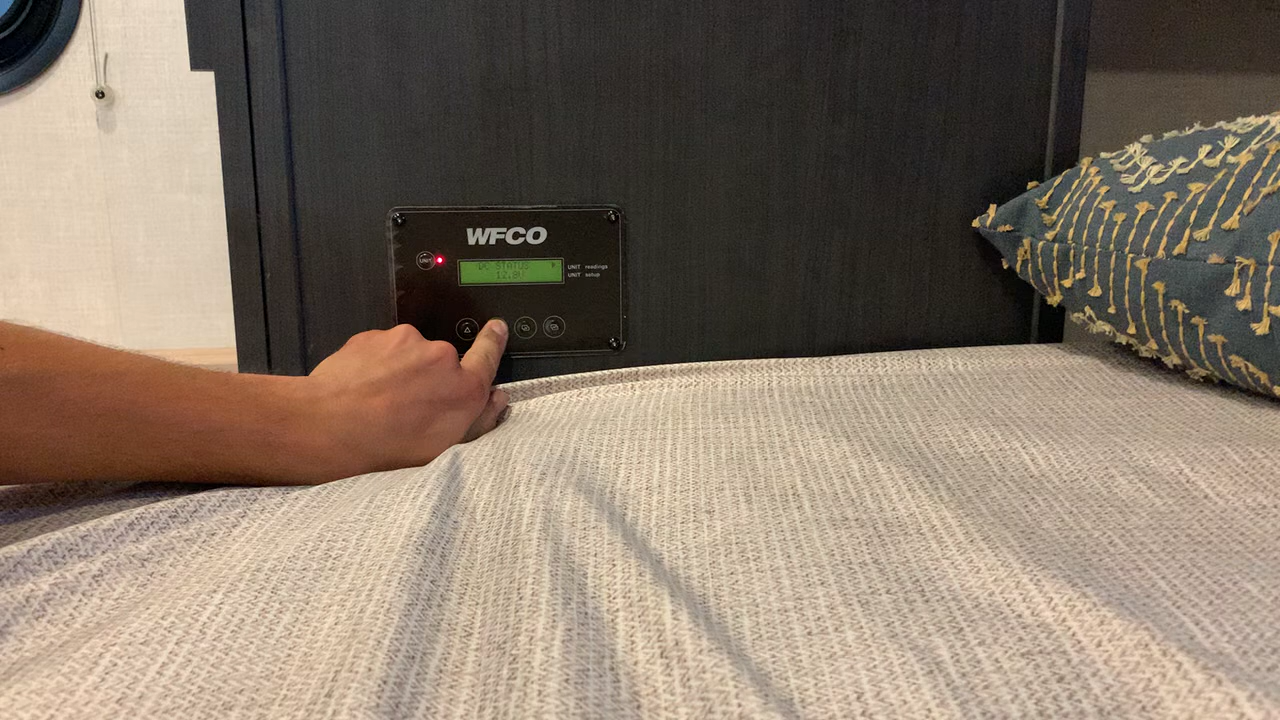 WFCO
UNIT
DC STATUS
12.8V
UNIT readings
UNIT setup